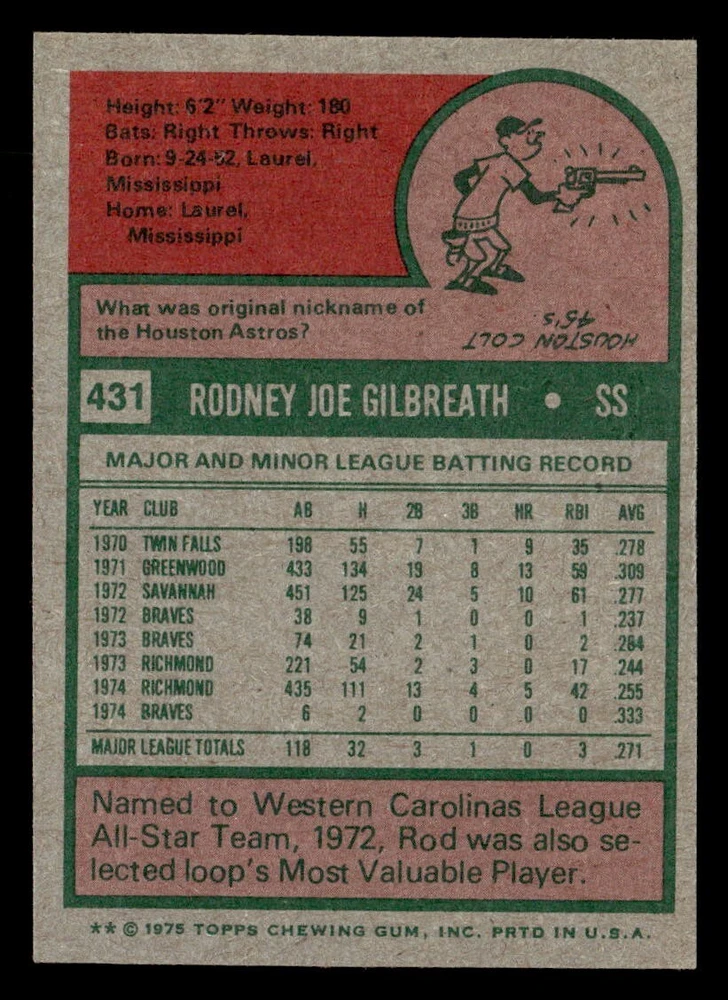 Height: 6'2" Weight: 180
Bats: Right Throws: Right
Born: 9-24-52, Laurel,
Mississippi
Home: Laurel,
Mississippi
What was original nickname of
the Houston Astros?
HOUSTON COLT
45's
431 RODNEY JOE GILBREATH • SS
MAJOR AND MINOR LEAGUE BATTING RECORD
YEAR CLUB AB H 2B 3B HR RBI AVG
1970 TWIN FALLS 198 55 7 1 9 35 .278
1971 GREENWOOD 433 134 19 8 13 59 .309
1972 SAVANNAH 451 125 24 5 10 61 .277
1972 BRAVES 38 9 1 0 0 1 .237
1973 BRAVES 74 21 2 1 0 2 .284
1973 RICHMOND 221 54 2 3 0 17 .244
1974 RICHMOND 435 111 13 4 5 42 .255
1974 BRAVES 6 2 0 0 0 0 .333
MAJOR LEAGUE TOTALS 118 32 3 1 0 3 .271
Named to Western Carolinas League
All-Star Team, 1972, Rod was also se-
lected loop's Most Valuable Player.
** © 1975 TOPPS CHEWING GUM, INC. PRTD IN U.S.A.